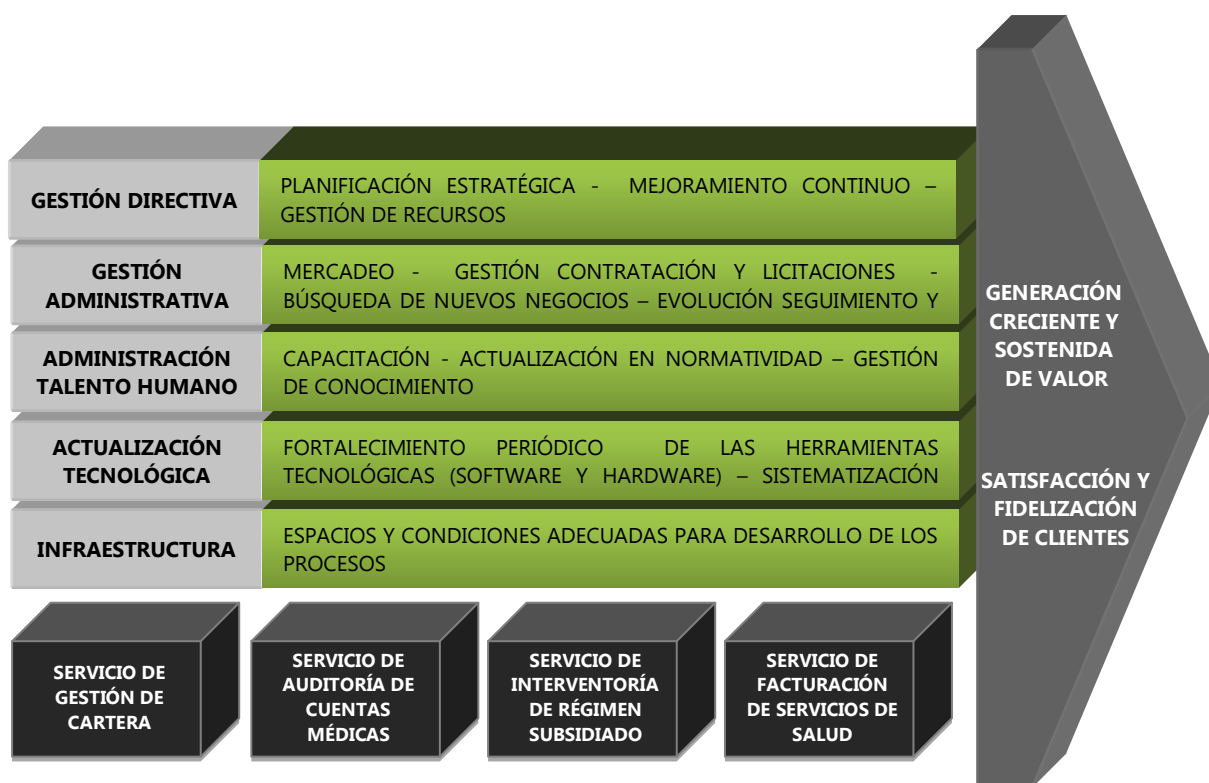 GESTIÓN DIRECTIVA
PLANIFICACIÓN ESTRATÉGICA - MEJORAMIENTO CONTINUO –
GESTIÓN DE RECURSOS
GESTIÓN
ADMINISTRATIVA
MERCADEO - GESTIÓN CONTRATACIÓN Y LICITACIONES -
BÚSQUEDA DE NUEVOS NEGOCIOS – EVOLUCIÓN SEGUIMIENTO Y
ADMINISTRACIÓN
TALENTO HUMANO
CAPACITACIÓN - ACTUALIZACIÓN EN NORMATIVIDAD – GESTIÓN
DE CONOCIMIENTO
ACTUALIZACIÓN
TECNOLÓGICA
FORTALECIMIENTO PERIÓDICO DE LAS HERRAMIENTAS
TECNOLÓGICAS (SOFTWARE Y HARDWARE) – SISTEMATIZACIÓN
INFRAESTRUCTURA
ESPACIOS Y CONDICIONES ADECUADAS PARA DESARROLLO DE LOS
PROCESOS
GENERACIÓN
CRECIENTE Y
SOSTENIDA
DE VALOR
SATISFACCIÓN Y
FIDELIZACIÓN
DE CLIENTES
SERVICIO DE
GESTIÓN DE
CARTERA
SERVICIO DE
AUDITORÍA DE
CUENTAS
MÉDICAS
SERVICIO DE
INTERVENTORÍA
DE RÉGIMEN
SUBSIDIADO
SERVICIO DE
FACTURACIÓN
DE SERVICIOS DE
SALUD